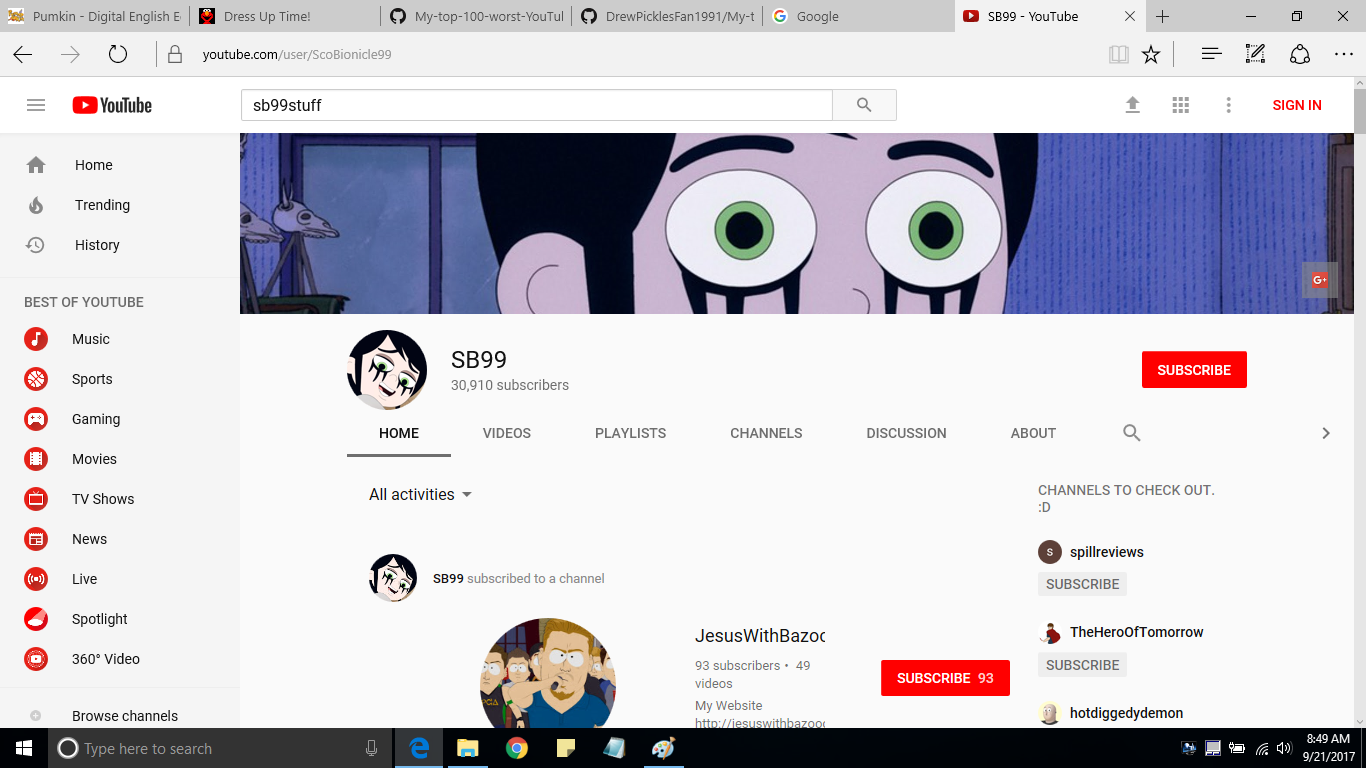 Pumkin - Digital English E
Dress Up Time!
My-top-100-worst-YouTul
DrewPicklesFan1991/My-t
Google
SB99 - YouTube
youtube.com/user/ScoBionicle99
YouTube
sb99stuff
SIGN IN
Home
Trending
History
BEST OF YOUTUBE
Music
Sports
Gaming
Movies
TV Shows
News
Live
Spotlight
360° Video
Browse channels
G+
SB99
30,910 subscribers
SUBSCRIBE
HOME
VIDEOS
PLAYLISTS
CHANNELS
DISCUSSION
ABOUT
All activities
SB99 subscribed to a channel
JesusWithBazoo
93 subscribers • 49
videos
My Website
http://jesuswithbazoo
SUBSCRIBE 93
CHANNELS TO CHECK OUT.
:D
S
spillreviews
SUBSCRIBE
TheHeroOfTomorrow
SUBSCRIBE
hotdiggedydemon
Type here to search
8:49 AM
9/21/2017